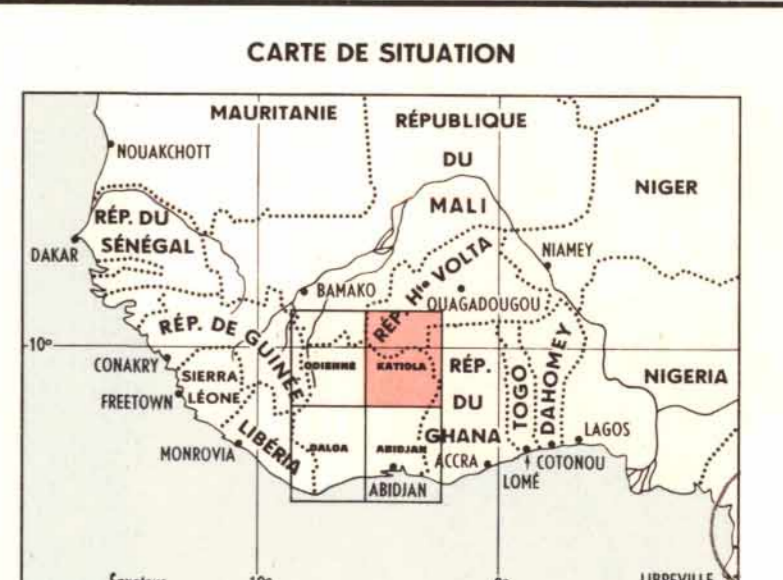 CARTE DE SITUATION
MAURITANIE
RÉPUBLIQUE
DU
MALI
NOUAKCHOTT
NIGER
RÉP. DU
SÉNÉGAL
DAKAR
NIAMEY
BAMAKO
RÉP. Hte VOLTA
OUAGADOUGOU
RÉP. DE GUINÉE
10°
CONAKRY
ODIENNÉ
KATIOLA
RÉP.
DU
GHANA
SIERRA
LÉONE
FREETOWN
TOGO
DAHOMEY
NIGERIA
LIBÉRIA
MONROVIA
DALOA
ABIDJAN
ABIDJAN
ACCRA
LOMÉ
COTONOU
LAGOS
10°
0°
LIBREVILLE